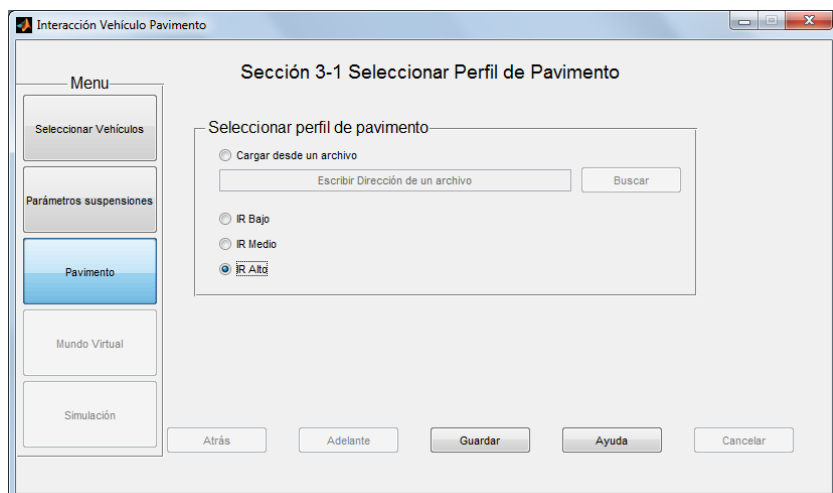 Interacción Vehículo Pavimento
Menu
Seleccionar Vehículos
Parámetros suspensiones
Pavimento
Mundo Virtual
Simulación
Sección 3-1 Seleccionar Perfil de Pavimento
Seleccionar perfil de pavimento
Cargar desde un archivo
Escribir Dirección de un archivo Buscar
IR Bajo
IR Medio
IR Alto
Atrás Adelante Guardar Ayuda Cancelar